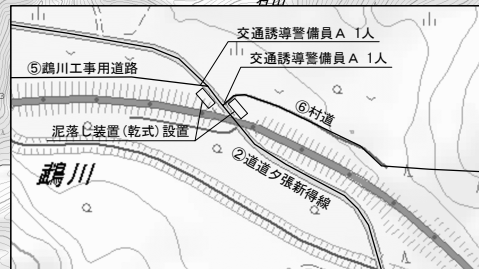 交通誘導警備員A 1人
交通誘導警備員A 1人
⑤鵡川工事用道路
⑥村道
泥落し装置(乾式)設置
鵡川
②道道夕張新得線